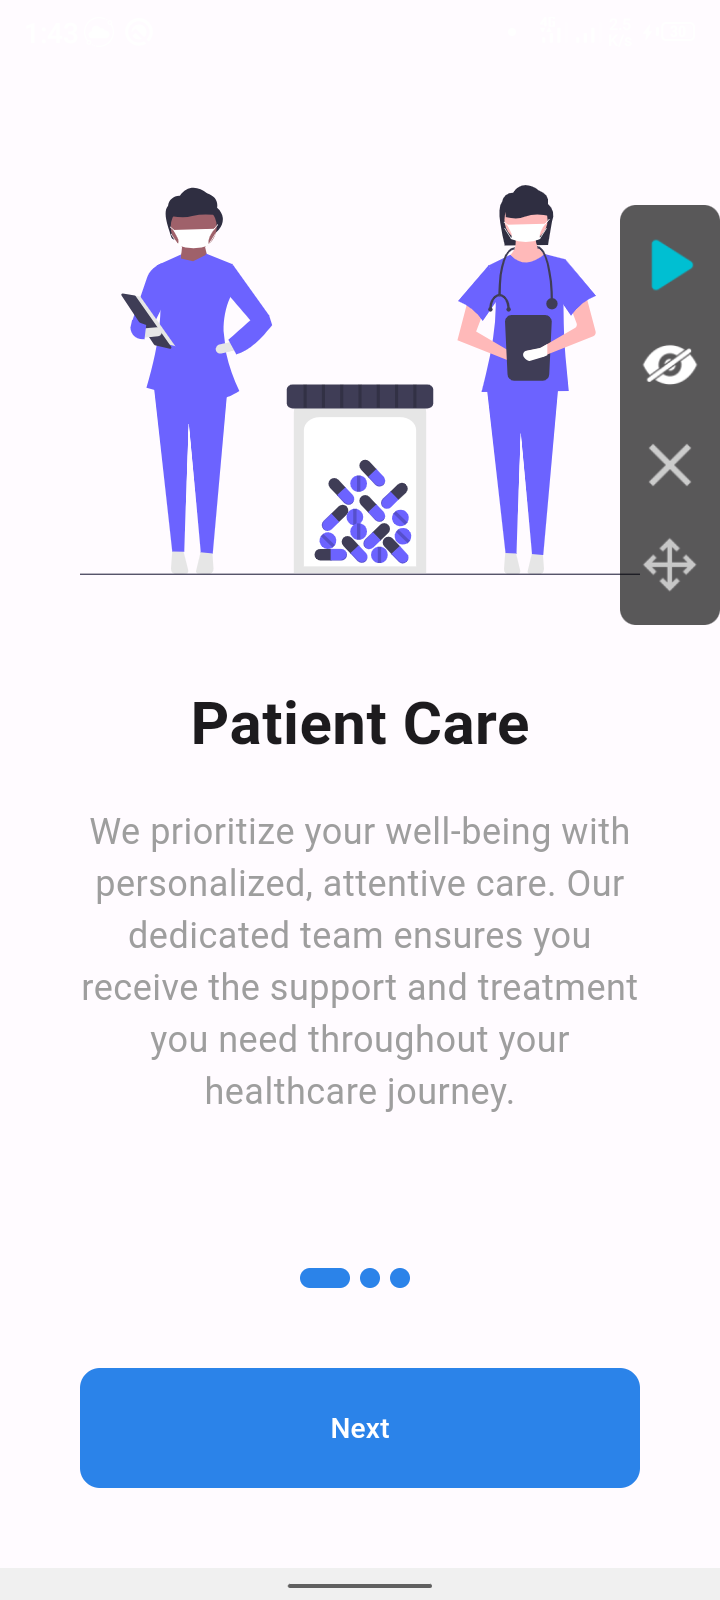 Patient Care
We prioritize your well-being with
personalized, attentive care. Our
dedicated team ensures you
receive the support and treatment
you need throughout your
healthcare journey.
Next